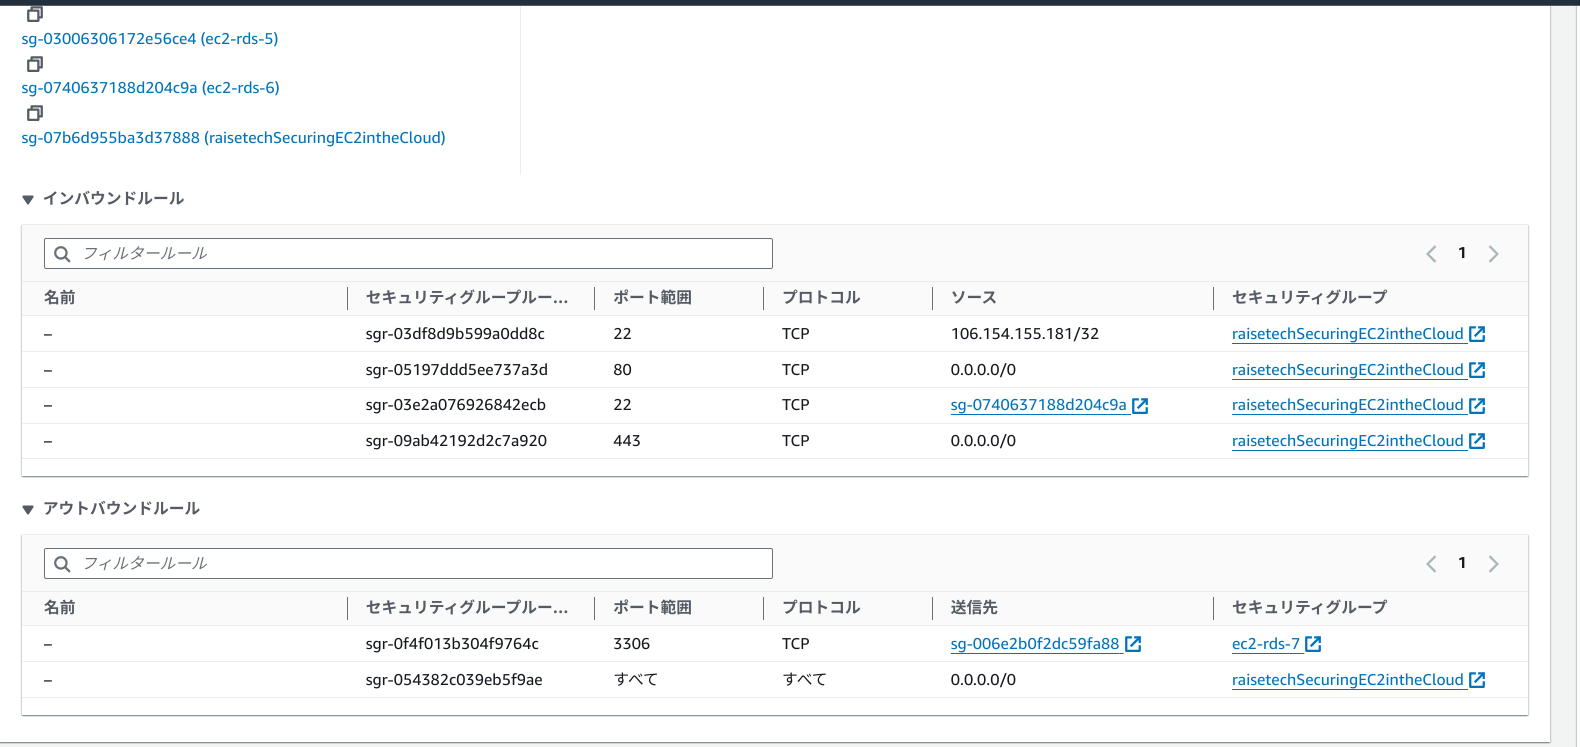 sg-03006306172e56ce4 (ec2-rds-5)
sg-0740637188d204c9a (ec2-rds-6)
sg-07b6d955ba3d37888 (raisetechSecuringEC2intheCloud)
インバウンドルール
フィルタールール
1
名前 セキュリティグループルー... ポート範囲 プロトコル ソース セキュリティグループ
– sgr-03df8d9b599a0dd8c 22 TCP 106.154.155.181/32 raisetechSecuringEC2intheCloud
– sgr-05197ddd5ee737a3d 80 TCP 0.0.0.0/0 raisetechSecuringEC2intheCloud
– sgr-03e2a076926842ecb 22 TCP sg-0740637188d204c9a raisetechSecuringEC2intheCloud
– sgr-09ab42192d2c7a920 443 TCP 0.0.0.0/0 raisetechSecuringEC2intheCloud
アウトバウンドルール
フィルタールール
1
名前 セキュリティグループルー... ポート範囲 プロトコル 送信先 セキュリティグループ
– sgr-0f4f013b304f9764c 3306 TCP sg-006e2b0f2dc59fa88 ec2-rds-7
– sgr-054382c039eb5f9ae すべて すべて 0.0.0.0/0 raisetechSecuringEC2intheCloud